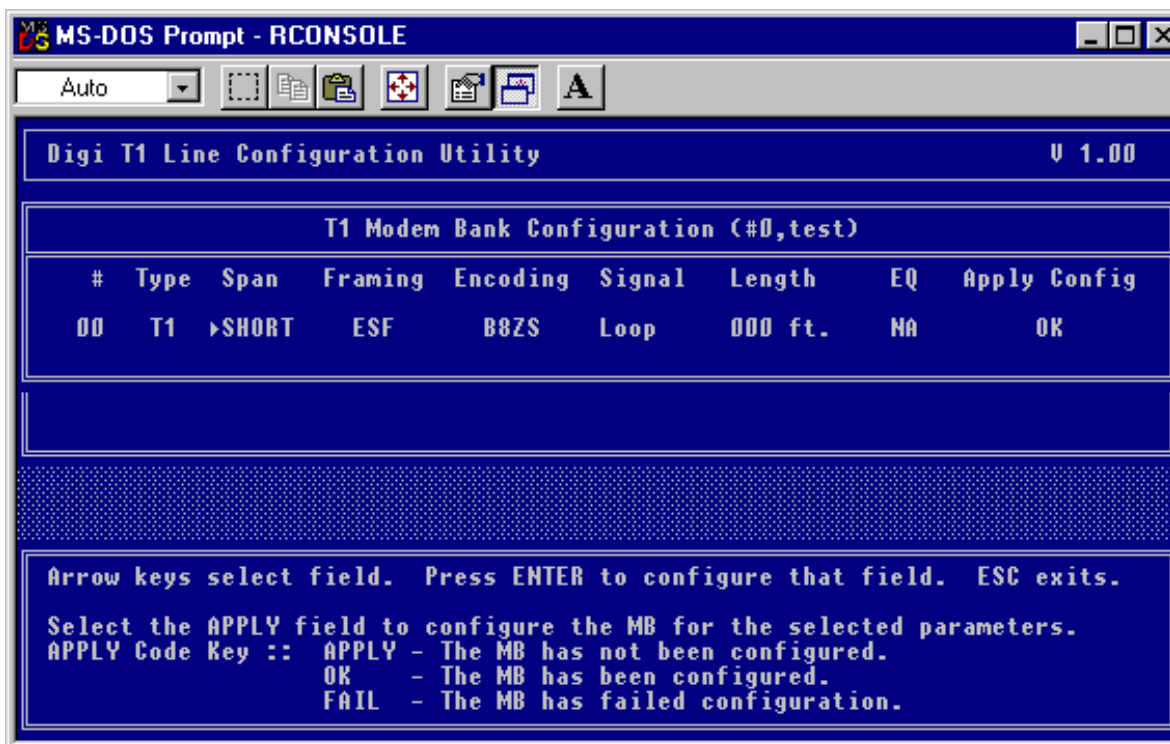 MS-DOS Prompt - RCONSOLE
Auto
A
Digi T1 Line Configuration Utility V 1.00
T1 Modem Bank Configuration (#0,test)
# Type Span Framing Encoding Signal Length EQ Apply Config
00 T1 ▸SHORT ESF B8ZS Loop 000 ft. NA OK
Arrow keys select field. Press ENTER to configure that field. ESC exits.
Select the APPLY field to configure the MB for the selected parameters.
APPLY Code Key :: APPLY - The MB has not been configured.
OK - The MB has been configured.
FAIL - The MB has failed configuration.